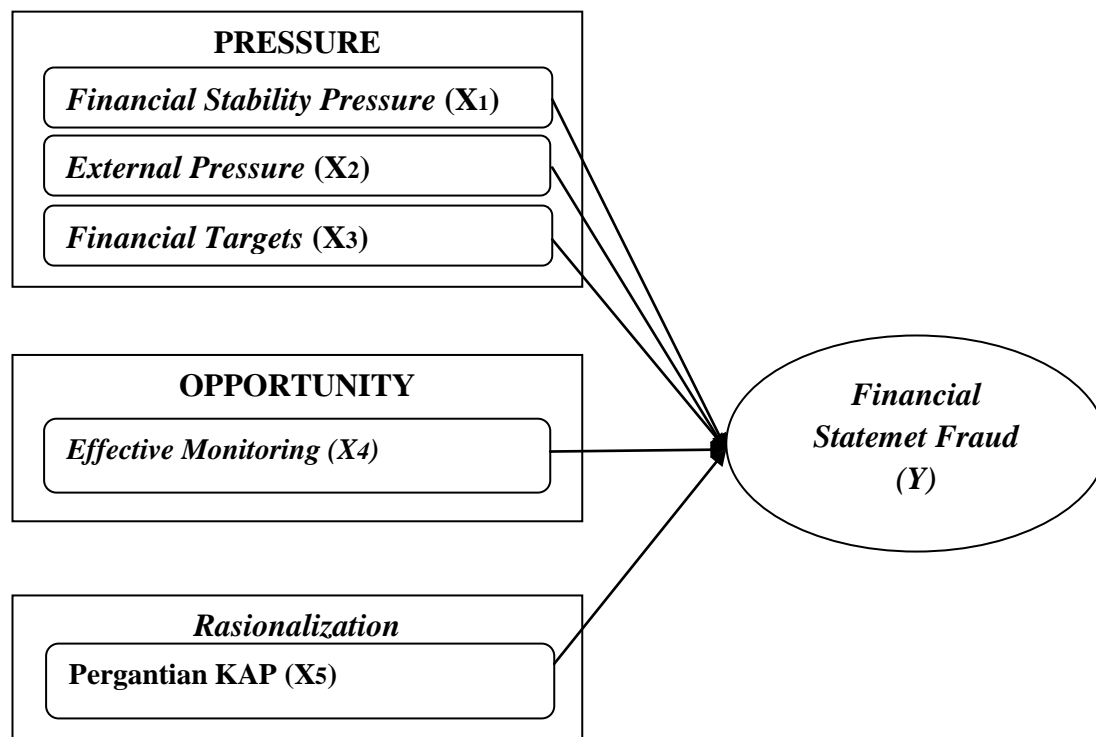 PRESSURE
Financial Stability Pressure (X1)
External Pressure (X2)
Financial Targets (X3)
OPPORTUNITY
Effective Monitoring (X4)
Financial
Statemet Fraud
(Y)
Rasionalization
Pergantian KAP (X5)